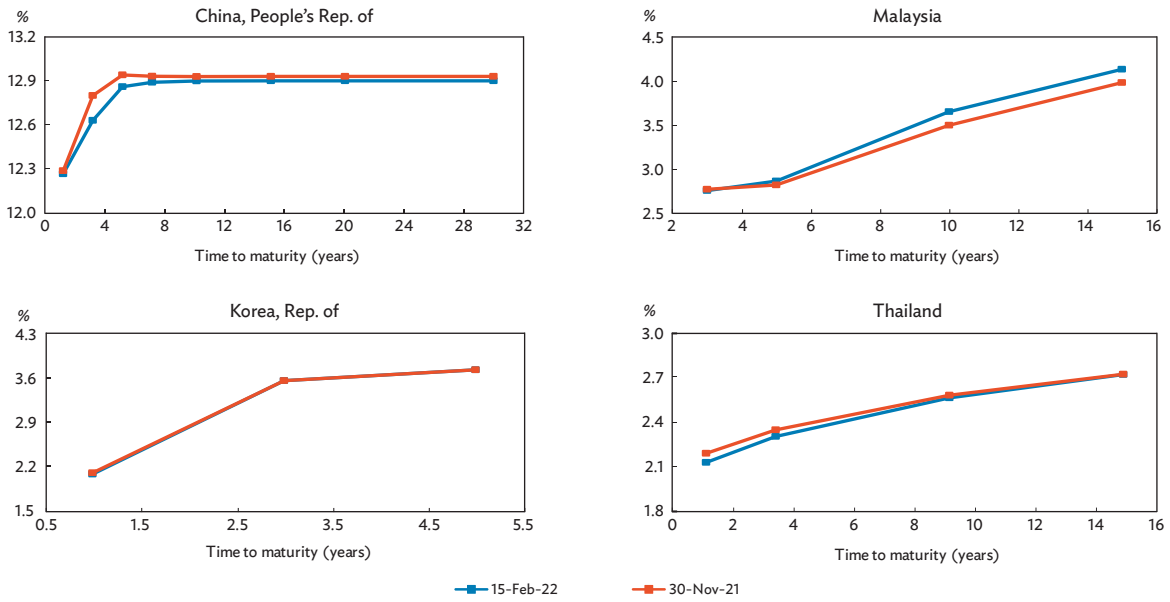 China, People's Rep. of
%
13.2
12.9
12.6
12.3
12.0
0 4 8 12 16 20 24 28 32
Time to maturity (years)
Malaysia
%
4.5
4.0
3.5
3.0
2.5
2 4 6 8 10 12 14 16
Time to maturity (years)
Korea, Rep. of
%
4.3
3.6
2.9
2.2
1.5
0.5 1.5 2.5 3.5 4.5 5.5
Time to maturity (years)
Thailand
%
3.0
2.7
2.4
2.1
1.8
0 2 4 6 8 10 12 14 16
Time to maturity (years)
15-Feb-22 30-Nov-21